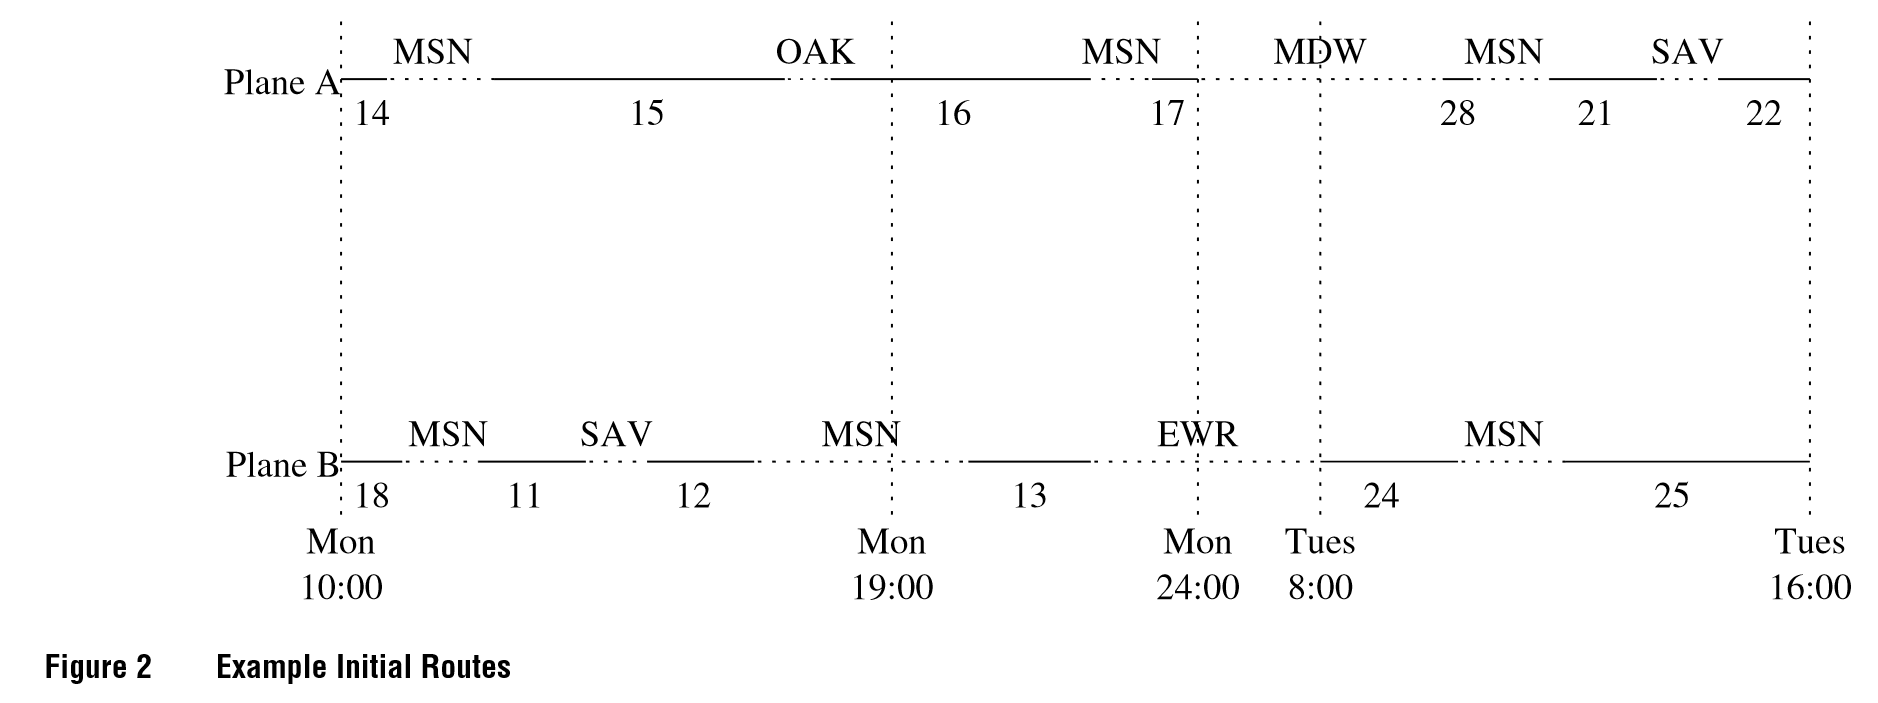 MSN OAK MSN MDW MSN SAV
Plane A
14 15 16 17 28 21 22
MSN SAV MSN EWR MSN
Plane B
18 11 12 13 24 25
Mon Mon Mon Tues Tues
10:00 19:00 24:00 8:00 16:00
Figure 2 Example Initial Routes